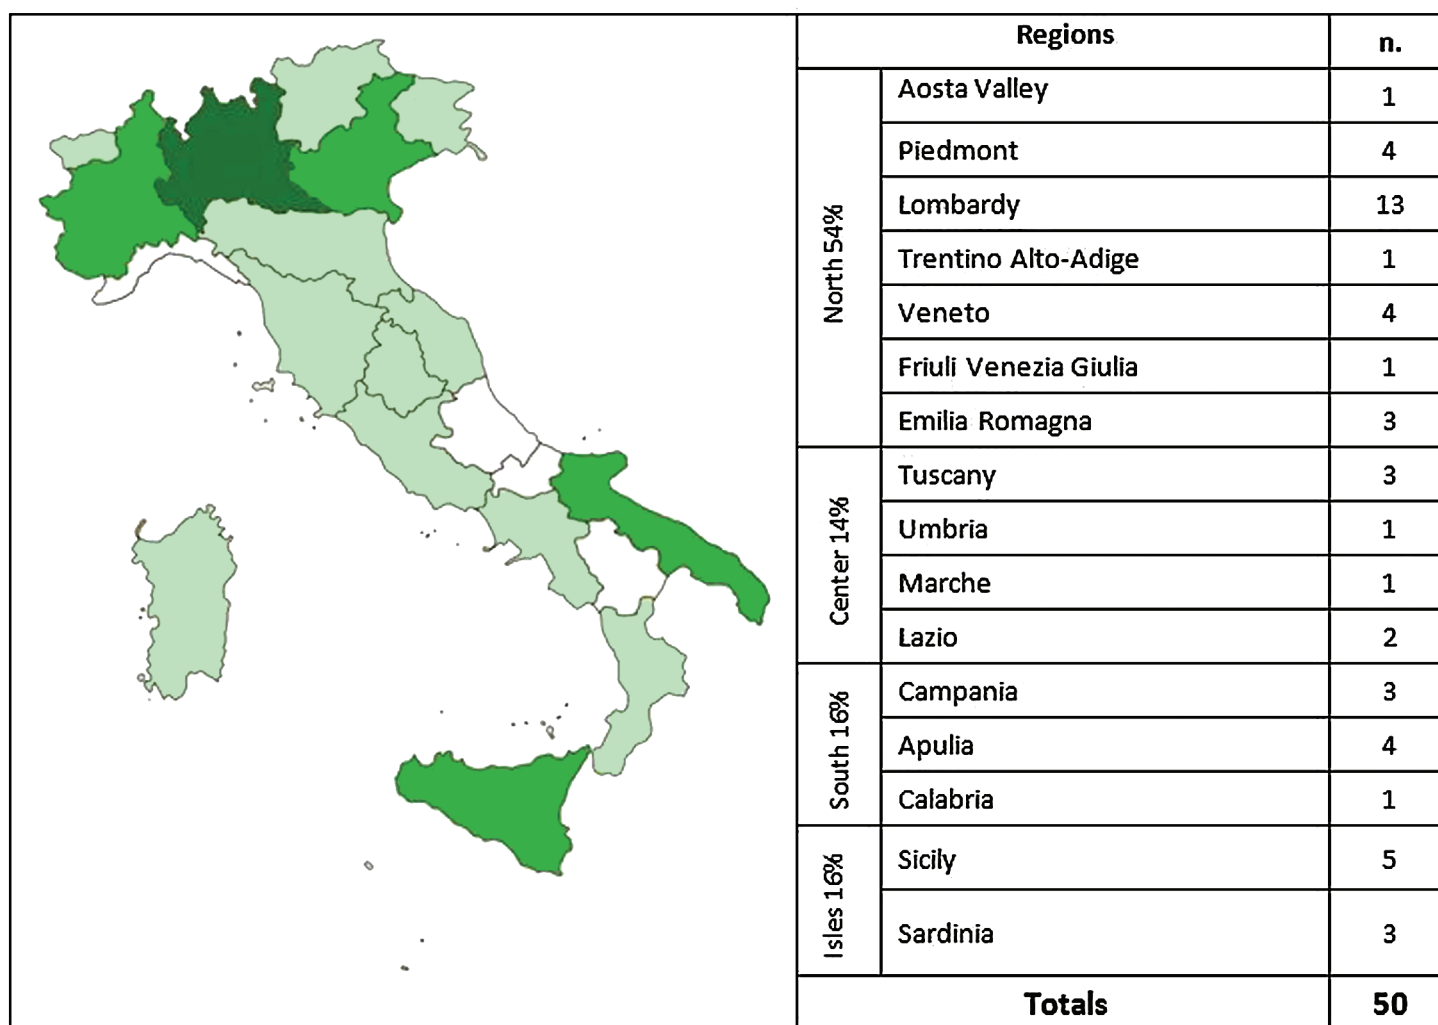 Regions n.
North 54%
Aosta Valley 1
Piedmont 4
Lombardy 13
Trentino Alto-Adige 1
Veneto 4
Friuli Venezia Giulia 1
Emilia Romagna 3
Center 14%
Tuscany 3
Umbria 1
Marche 1
Lazio 2
South 16%
Campania 3
Apulia 4
Calabria 1
Isles 16%
Sicily 5
Sardinia 3
Totals 50